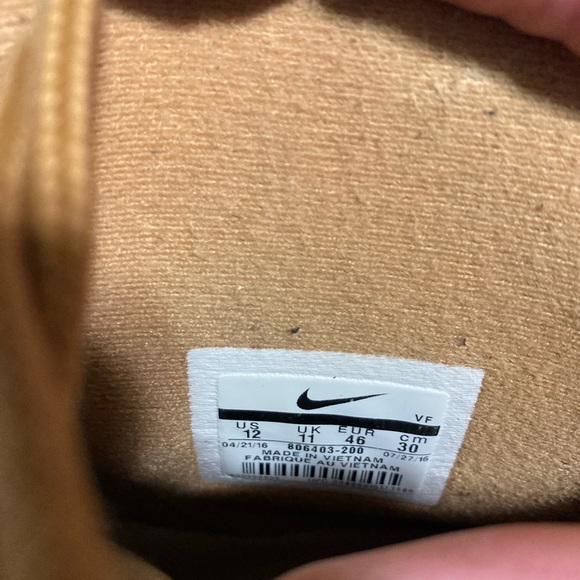 VF
US UK EUR cm
12 11 46 30
04/21/16 806403-200 07/27/16
MADE IN VIETNAM
FABRIQUE AU VIETNAM